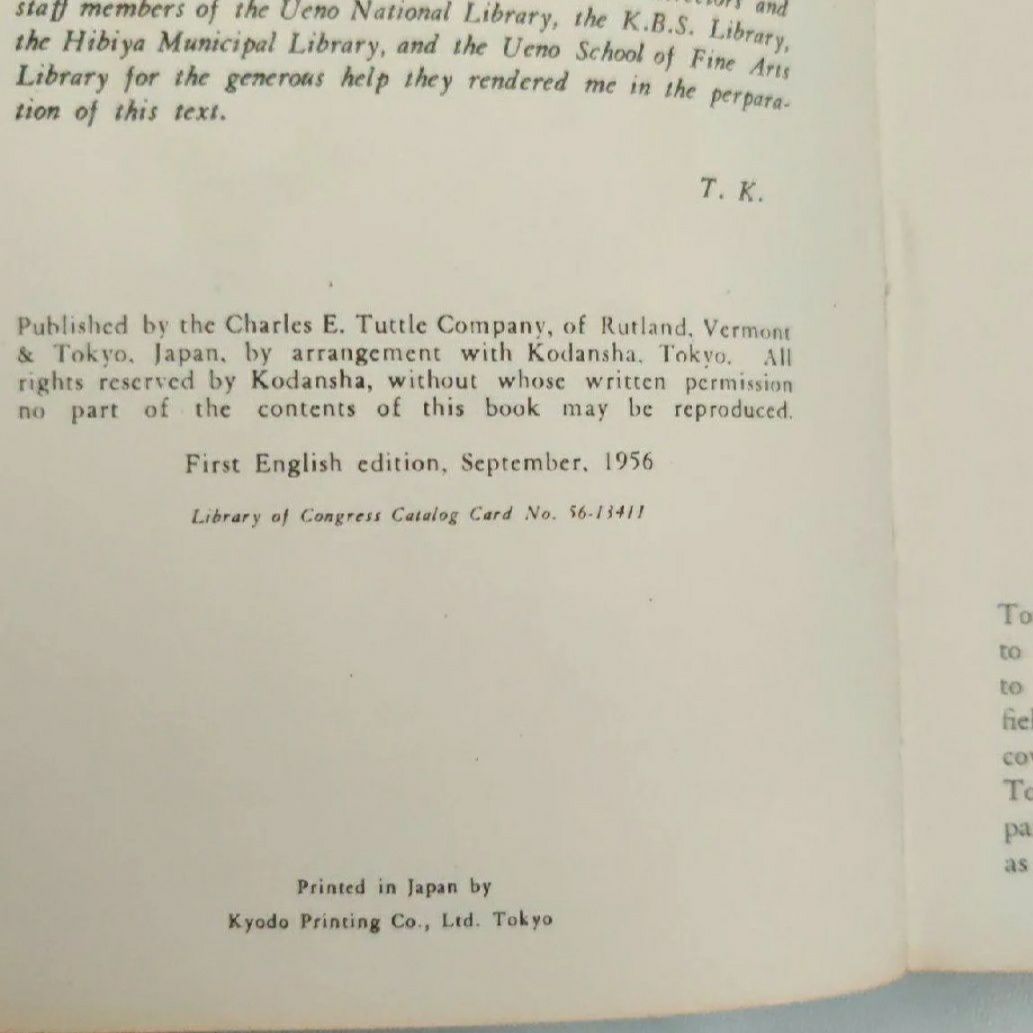 and
staff members of the Ueno National Library, the K.B.S. Library,
the Hibiya Municipal Library, and the Ueno School of Fine Arts
Library for the generous help they rendered me in the perpara-
tion of this text.
T. K.
Published by the Charles E. Tuttle Company, of Rutland, Vermont
& Tokyo, Japan, by arrangement with Kodansha, Tokyo. All
rights reserved by Kodansha, without whose written permission
no part of the contents of this book may be reproduced.
First English edition, September, 1956
Library of Congress Catalog Card No. 56-13411
Printed in Japan by
Kyodo Printing Co., Ltd. Tokyo
To
to
to
as